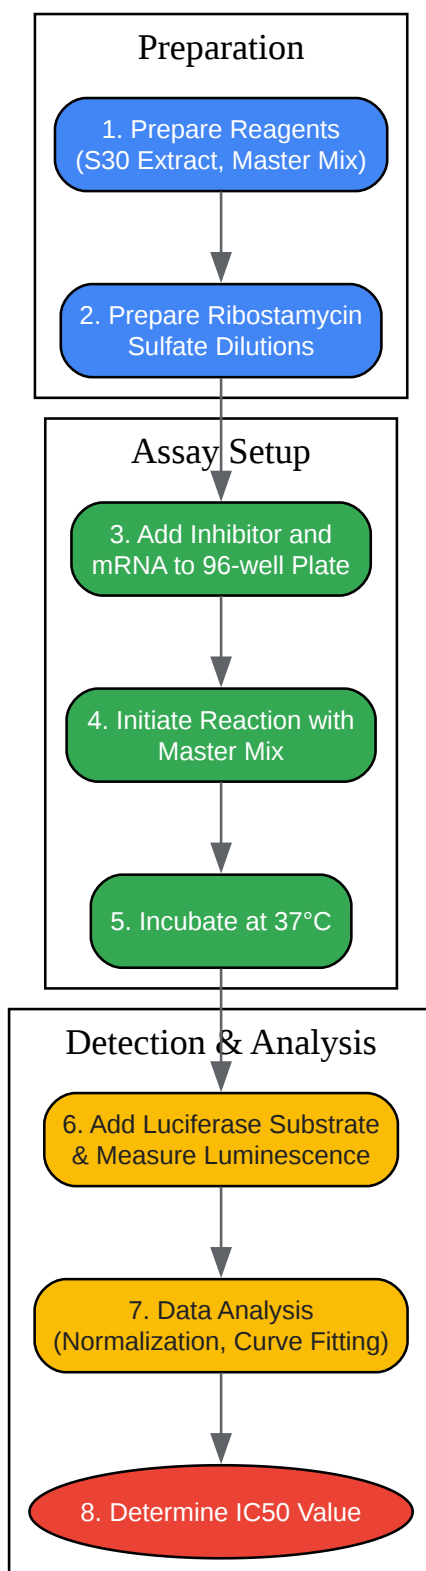 Preparation
1. Prepare Reagents
(S30 Extract, Master Mix)
2. Prepare Ribostamycin
Sulfate Dilutions
Assay Setup
3. Add Inhibitor and
mRNA to 96-well Plate
4. Initiate Reaction with
Master Mix
5. Incubate at 37°C
Detection & Analysis
6. Add Luciferase Substrate
& Measure Luminescence
7. Data Analysis
(Normalization, Curve Fitting)
8. Determine IC50 Value